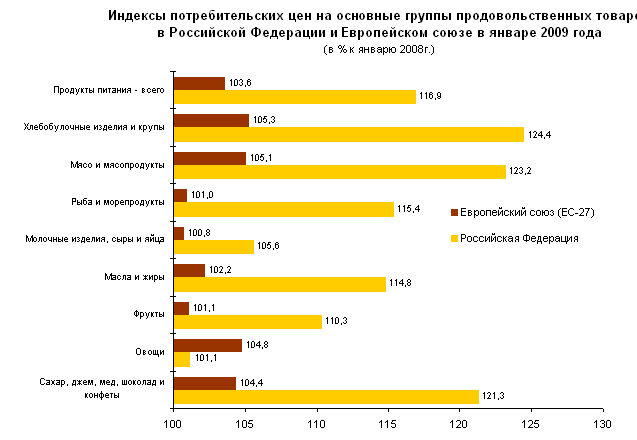 Индексы потребительских цен на основные группы продовольственных товаро
в Российской Федерации и Европейском союзе в январе 2009 года
(в % к январю 2008г.)
Продукты питания - всего
103,6
116,9
Хлебобулочные изделия и крупы
105,3
124,4
Мясо и мясопродукты
105,1
123,2
Рыба и морепродукты
101,0
115,4
Европейский союз (ЕС-27)
Российская Федерация
Молочные изделия, сыры и яйца
100,8
105,6
Масла и жиры
102,2
114,8
Фрукты
101,1
110,3
Овощи
104,8
101,1
Сахар, джем, мед, шоколад и
конфеты
104,4
121,3
100 105 110 115 120 125 130